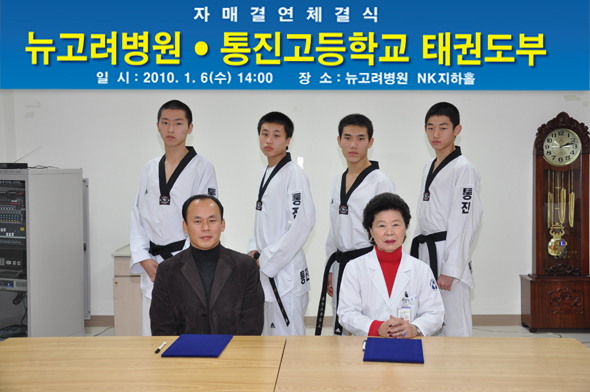 자매결연체결식
뉴고려병원 • 통진고등학교 태권도부
일 시 : 2010. 1. 6(수) 14:00 장 소 : 뉴고려병원 NK지하홀
통진
통진
통진